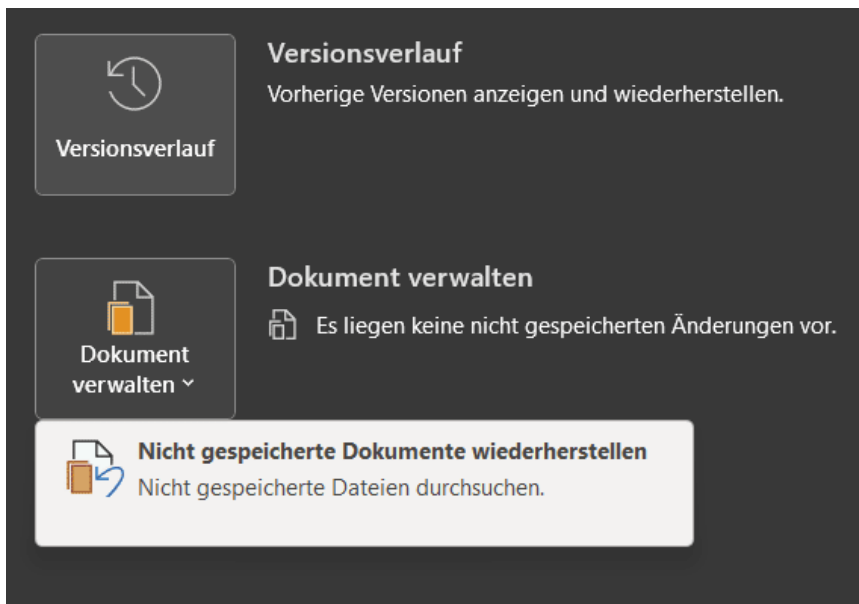 Versionsverlauf
Vorherige Versionen anzeigen und wiederherstellen.
Versionsverlauf
Dokument verwalten
Es liegen keine nicht gespeicherten Änderungen vor.
Dokument
verwalten
Nicht gespeicherte Dokumente wiederherstellen
Nicht gespeicherte Dateien durchsuchen.